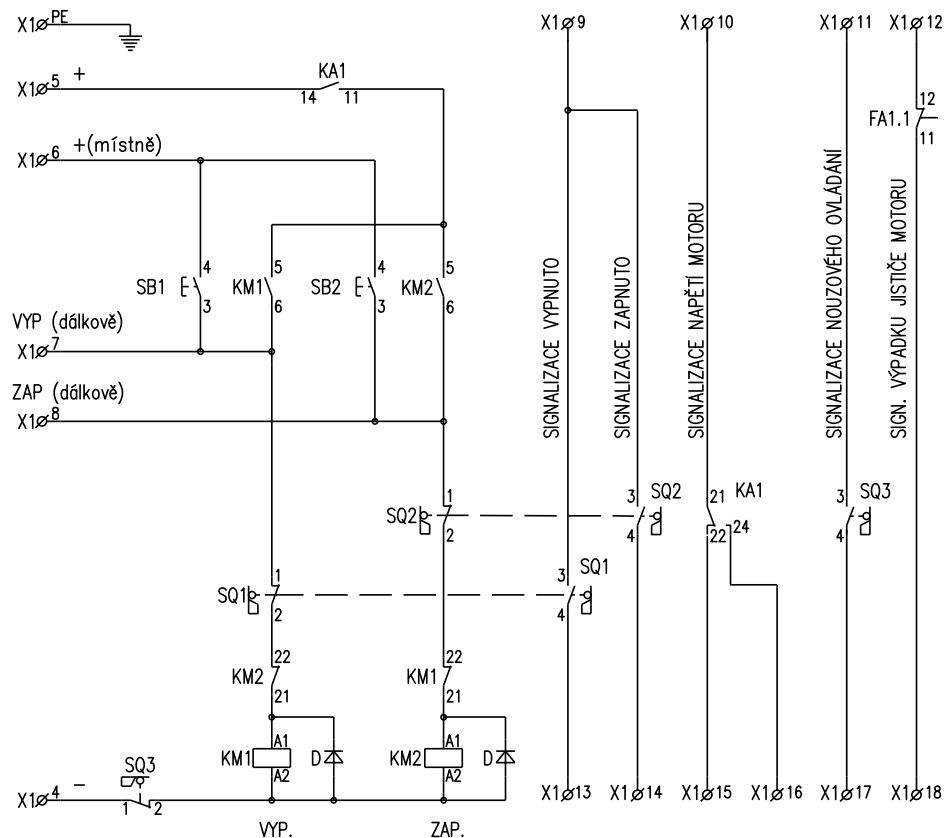 X1 PE
X1 9
X1 10
X1 11
X1 12
X1 5 +
KA1
14 11
12
FA1.1
11
X1 6 +(místně)
4
SB1
3
5
KM1
6
4
SB2
3
5
KM2
6
VYP (dálkově)
X1 7
ZAP (dálkově)
X1 8
SIGNALIZACE VYPNUTO
SIGNALIZACE ZAPNUTO
SIGNALIZACE NAPĚTÍ MOTORU
SIGNALIZACE NOUZOVÉHO OVLÁDÁNÍ
SIGN. VÝPADKU JISTIČE MOTORU
1
SQ2
2
3
SQ2
4
21
KA1
22
24
3
SQ3
4
1
SQ1
2
3
SQ1
4
22
KM2
21
22
KM1
21
A1
KM1
A2
D
A1
KM2
A2
D
SQ3
X1 4 –
1 2
X1 13
X1 14
X1 15
X1 16
X1 17
X1 18
VYP.
ZAP.